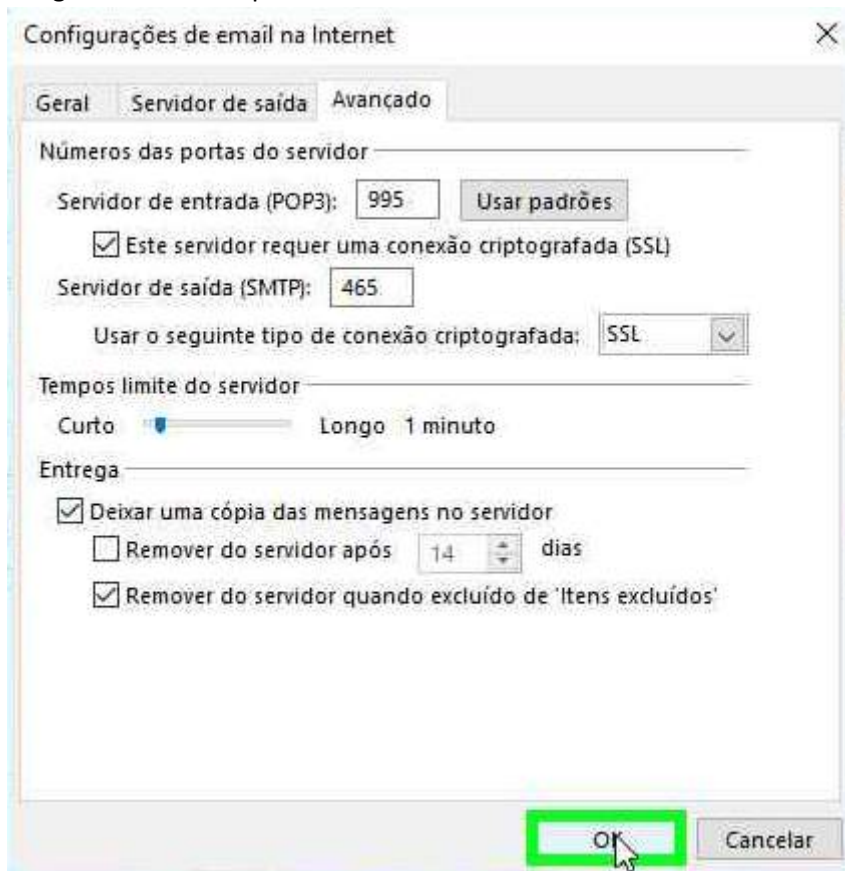 Configurações de email na Internet
Geral Servidor de saída Avançado
Números das portas do servidor
Servidor de entrada (POP3): 995 Usar padrões
Este servidor requer uma conexão criptografada (SSL)
Servidor de saída (SMTP): 465
Usar o seguinte tipo de conexão criptografada: SSL
Tempos limite do servidor
Curto Longo 1 minuto
Entrega
Deixar uma cópia das mensagens no servidor
Remover do servidor após 14 dias
Remover do servidor quando excluído de 'Itens excluídos'
OK Cancelar